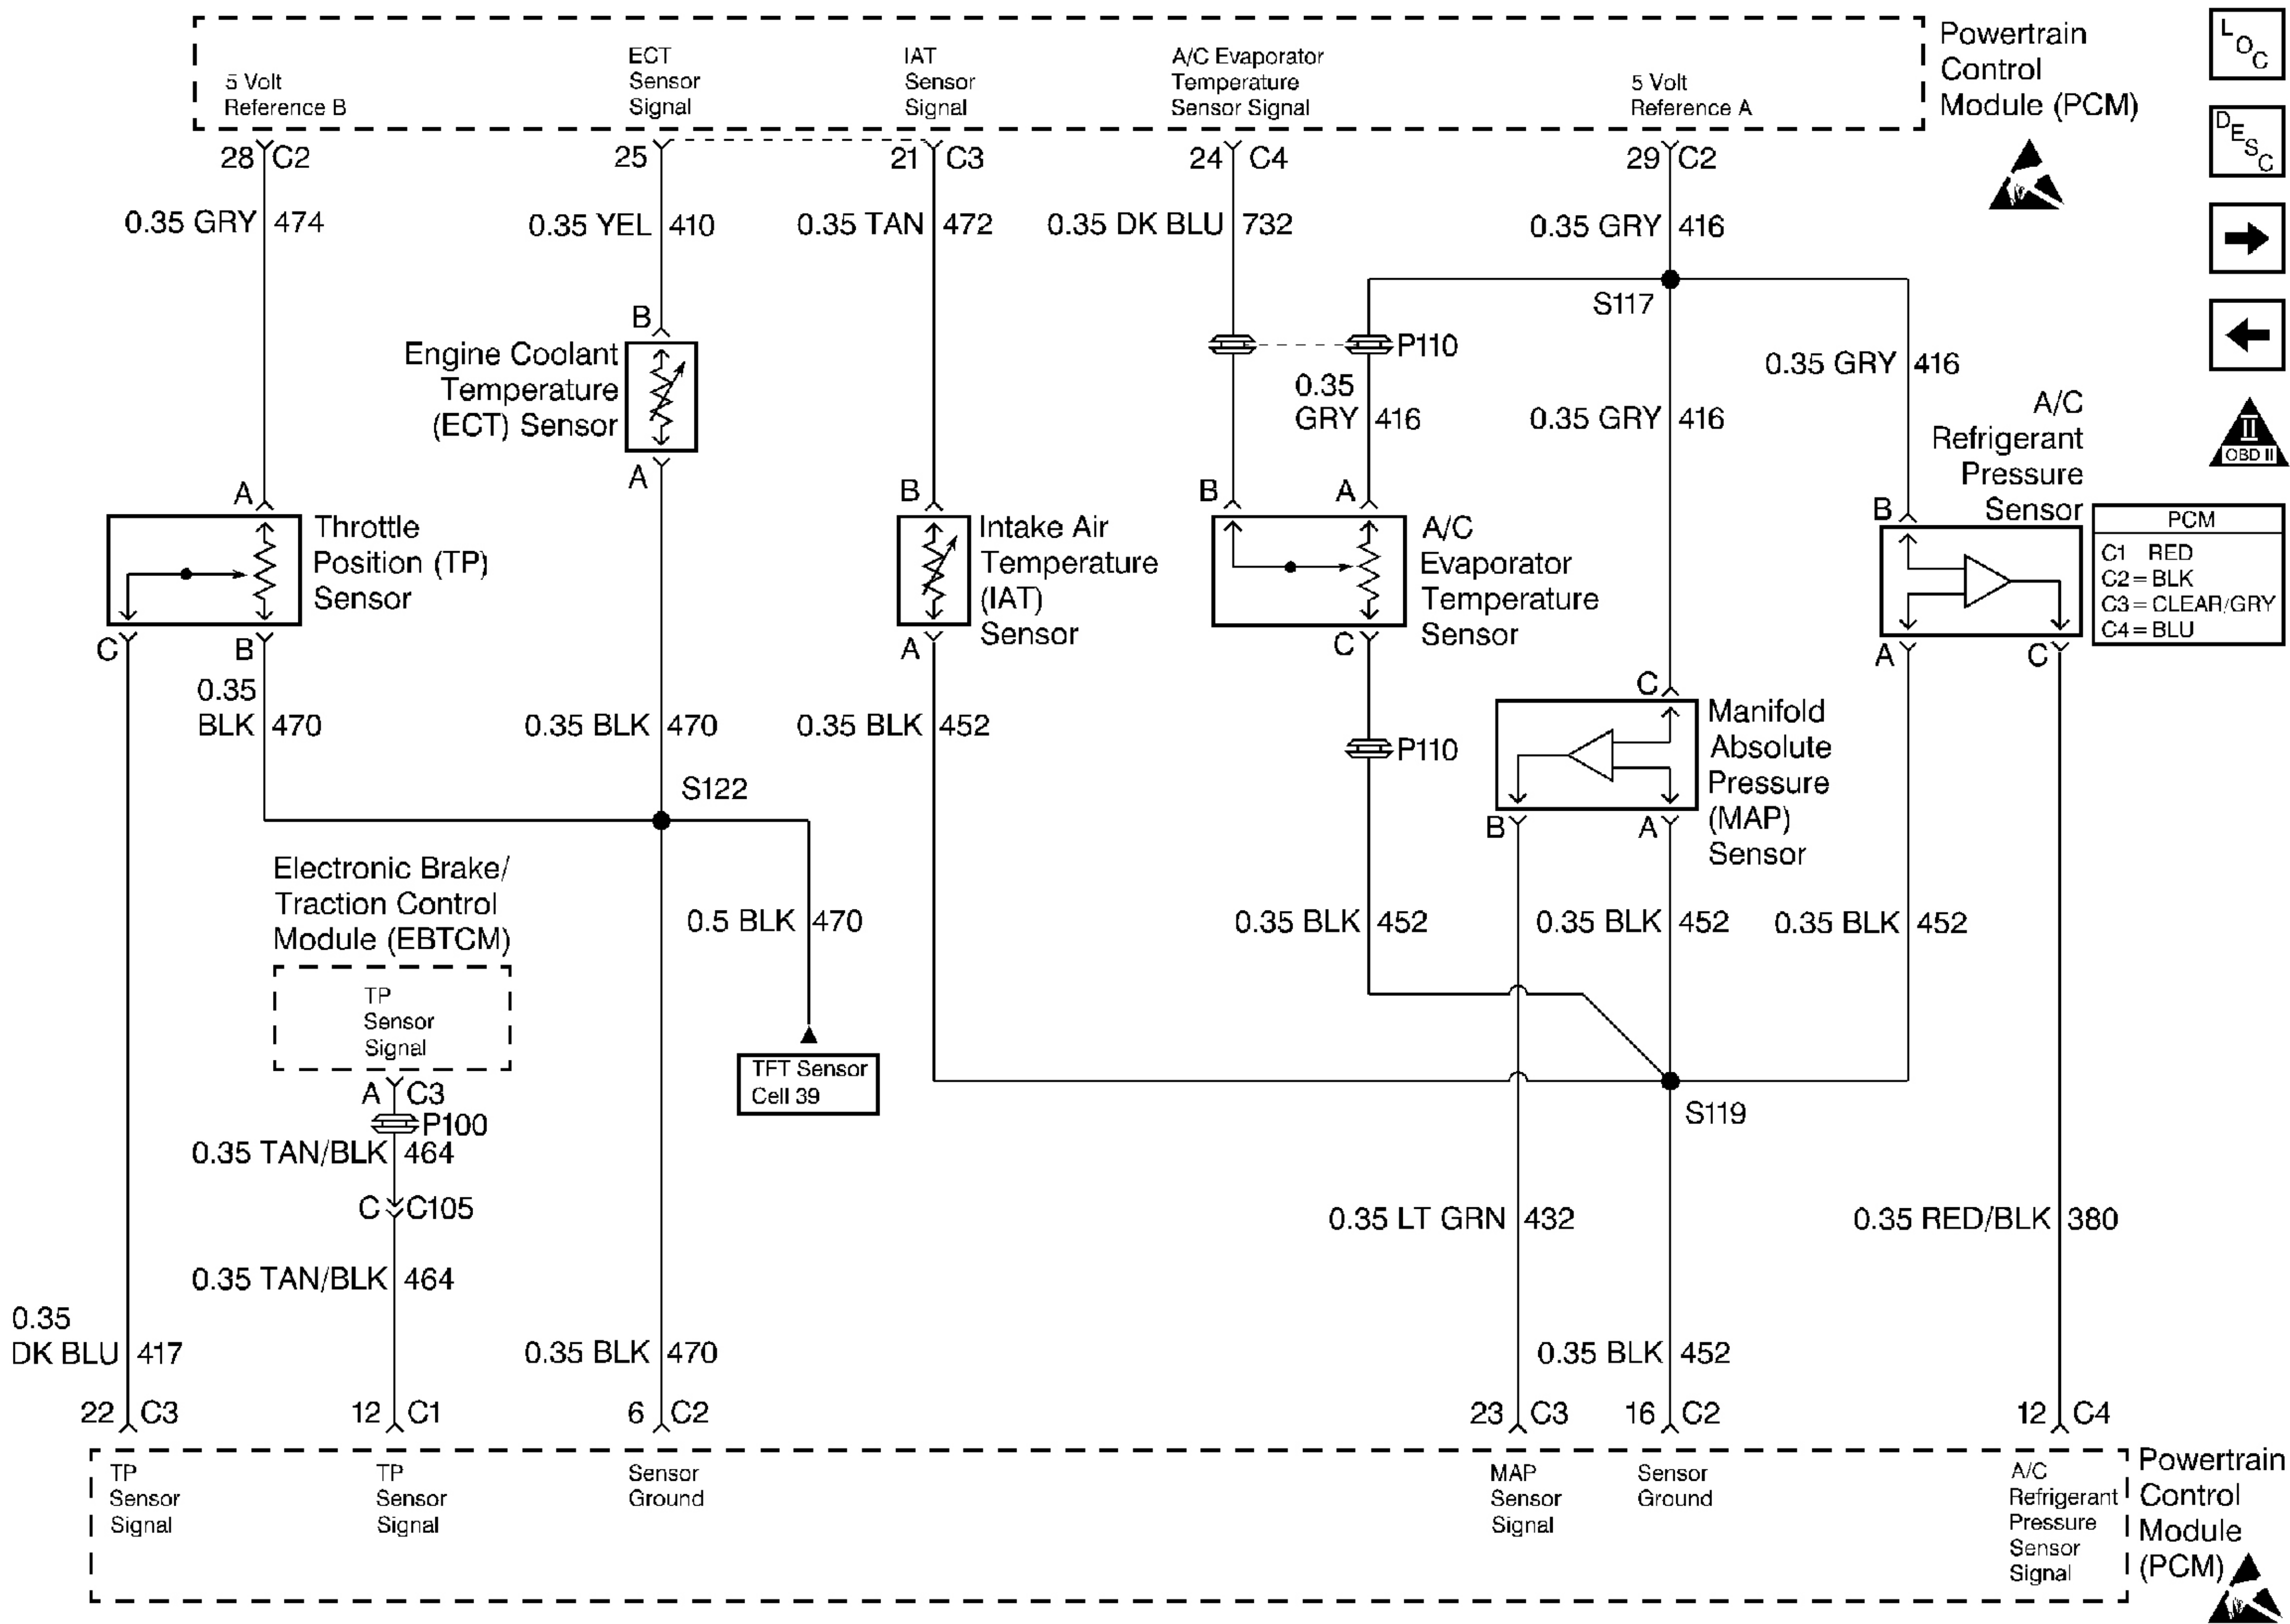 5 Volt
Reference B
ECT
Sensor
Signal
IAT
Sensor
Signal
A/C Evaporator
Temperature
Sensor Signal
5 Volt
Reference A
Powertrain
Control
Module (PCM)
LOC
DESC
28 C2
25
21 C3
24 C4
29 C2
0.35 GRY 474
0.35 YEL 410
0.35 TAN 472
0.35 DK BLU 732
0.35 GRY 416
S117
B
Engine Coolant
Temperature
(ECT) Sensor
A
P110
0.35
GRY 416
0.35 GRY 416
0.35 GRY 416
A/C
Refrigerant
Pressure
Sensor
II
OBD II
A
Throttle
Position (TP)
Sensor
C
B
B
Intake Air
Temperature
(IAT)
Sensor
A
B
A
A/C
Evaporator
Temperature
Sensor
C
B
A
C
PCM
C1 RED
C2 = BLK
C3 = CLEAR/GRY
C4 = BLU
0.35
BLK 470
0.35 BLK 470
0.35 BLK 452
P110
C
Manifold
Absolute
Pressure
(MAP)
Sensor
B
A
S122
Electronic Brake/
Traction Control
Module (EBTCM)
0.5 BLK 470
0.35 BLK 452
0.35 BLK 452
0.35 BLK 452
TP
Sensor
Signal
TFT Sensor
Cell 39
A C3
P100
0.35 TAN/BLK 464
C C105
S119
0.35 TAN/BLK 464
0.35 LT GRN 432
0.35 RED/BLK 380
0.35
DK BLU 417
0.35 BLK 470
0.35 BLK 452
22 C3
12 C1
6 C2
23 C3
16 C2
12 C4
TP
Sensor
Signal
TP
Sensor
Signal
Sensor
Ground
MAP
Sensor
Signal
Sensor
Ground
A/C
Refrigerant
Pressure
Sensor
Signal
Powertrain
Control
Module
(PCM)